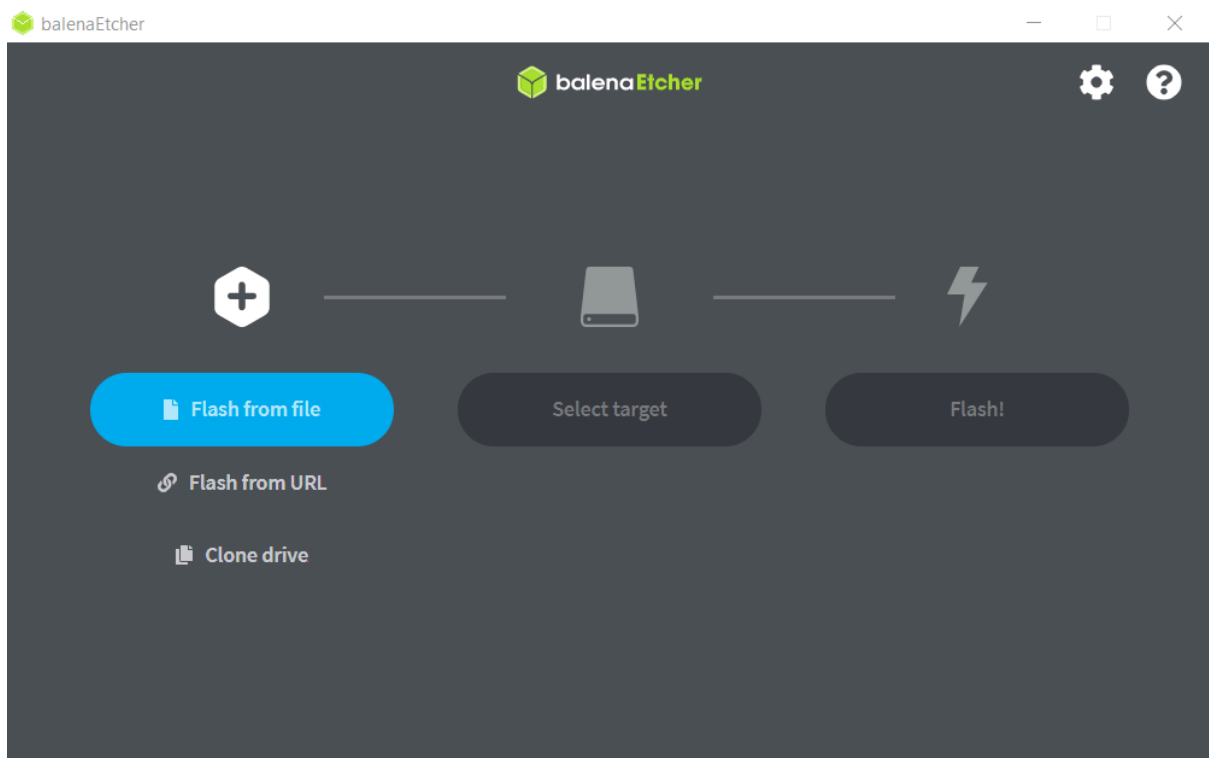 balenaEtcher
balenaEtcher
Flash from file
Select target
Flash!
Flash from URL
Clone drive